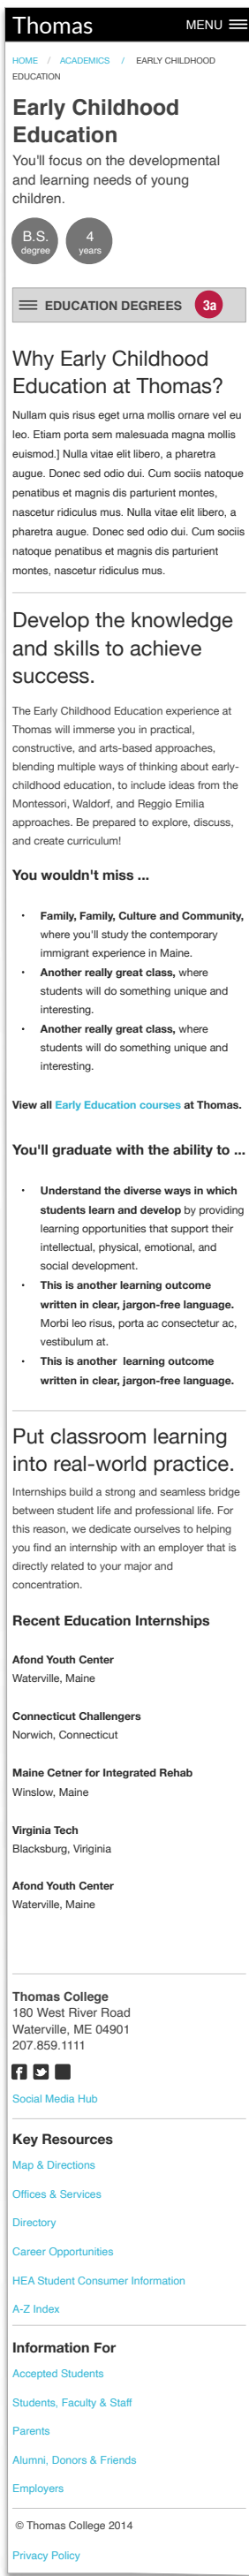 Thomas
MENU
HOME / ACADEMICS / EARLY CHILDHOOD
EDUCATION
Early Childhood
Education
You'll focus on the developmental
and learning needs of young
children.
B.S.
degree
4
years
EDUCATION DEGREES
3a
Why Early Childhood
Education at Thomas?
Nullam quis risus eget urna mollis ornare vel eu
leo. Etiam porta sem malesuada magna mollis
euismod.] Nulla vitae elit libero, a pharetra
augue. Donec sed odio dui. Cum sociis natoque
penatibus et magnis dis parturient montes,
nascetur ridiculus mus. Nulla vitae elit libero, a
pharetra augue. Donec sed odio dui. Cum sociis
natoque penatibus et magnis dis parturient
montes, nascetur ridiculus mus.
Develop the knowledge
and skills to achieve
success.
The Early Childhood Education experience at
Thomas will immerse you in practical,
constructive, and arts-based approaches,
blending multiple ways of thinking about early-
childhood education, to include ideas from the
Montessori, Waldorf, and Reggio Emilia
approaches. Be prepared to explore, discuss,
and create curriculum!
You wouldn't miss ...
• Family, Family, Culture and Community,
where you'll study the contemporary
immigrant experience in Maine.
• Another really great class, where
students will do something unique and
interesting.
• Another really great class, where
students will do something unique and
interesting.
View all Early Education courses at Thomas.
You'll graduate with the ability to ...
• Understand the diverse ways in which
students learn and develop by providing
learning opportunities that support their
intellectual, physical, emotional, and
social development.
• This is another learning outcome
written in clear, jargon-free language.
Morbi leo risus, porta ac consectetur ac,
vestibulum at.
• This is another learning outcome
written in clear, jargon-free language.
Put classroom learning
into real-world practice.
Internships build a strong and seamless bridge
between student life and professional life. For
this reason, we dedicate ourselves to helping
you find an internship with an employer that is
directly related to your major and
concentration.
Recent Education Internships
Afond Youth Center
Waterville, Maine
Connecticut Challengers
Norwich, Connecticut
Maine Cetner for Integrated Rehab
Winslow, Maine
Virginia Tech
Blacksburg, Viriginia
Afond Youth Center
Waterville, Maine
Thomas College
180 West River Road
Waterville, ME 04901
207.859.1111
Social Media Hub
Key Resources
Map & Directions
Offices & Services
Directory
Career Opportunities
HEA Student Consumer Information
A-Z Index
Information For
Accepted Students
Students, Faculty & Staff
Parents
Alumni, Donors & Friends
Employers
© Thomas College 2014
Privacy Policy